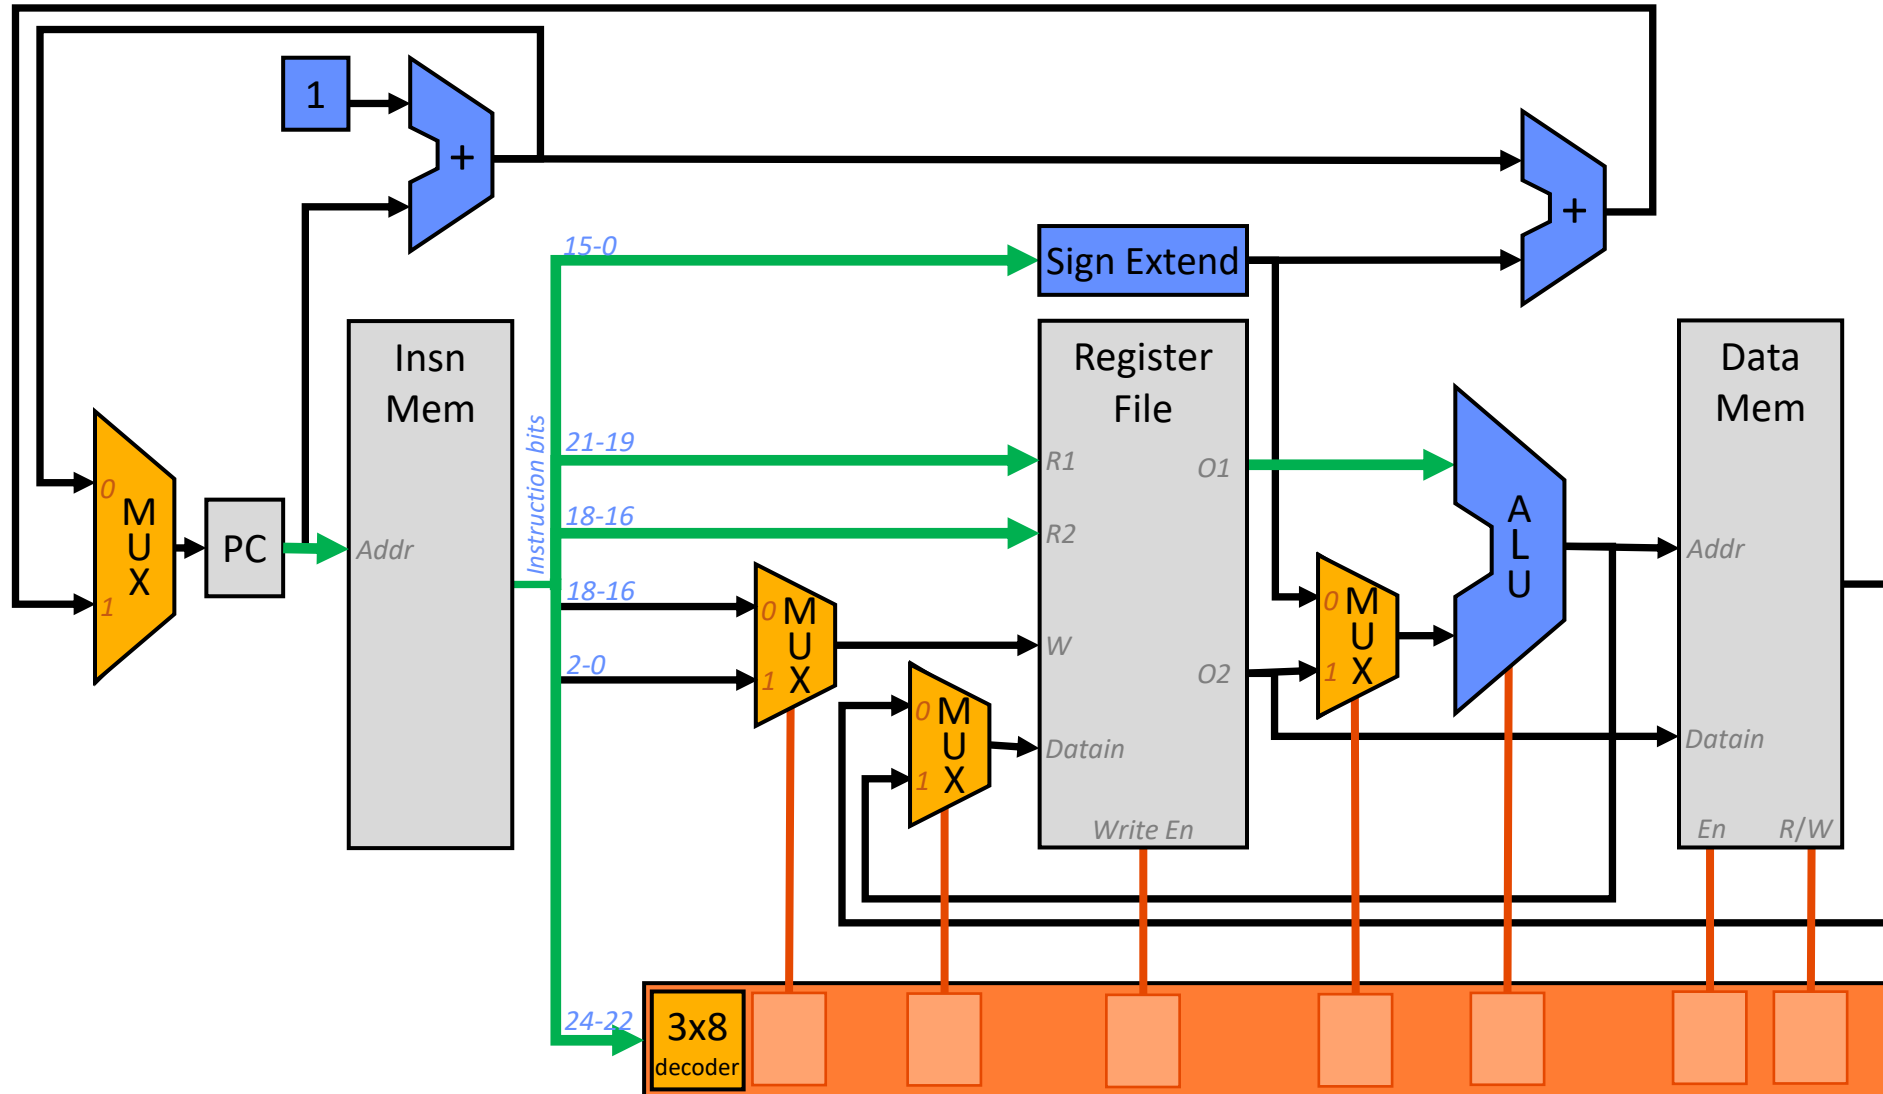 1
+
+
15-0
Sign Extend
Insn
Mem
Addr
Instruction bits
21-19
18-16
18-16
2-0
24-22
0
M
U
X
1
PC
0
M
U
X
1
0
M
U
X
1
Register
File
R1
R2
W
Datain
Write En
O1
O2
0
M
U
X
1
A
L
U
Data
Mem
Addr
Datain
En
R/W
3x8
decoder